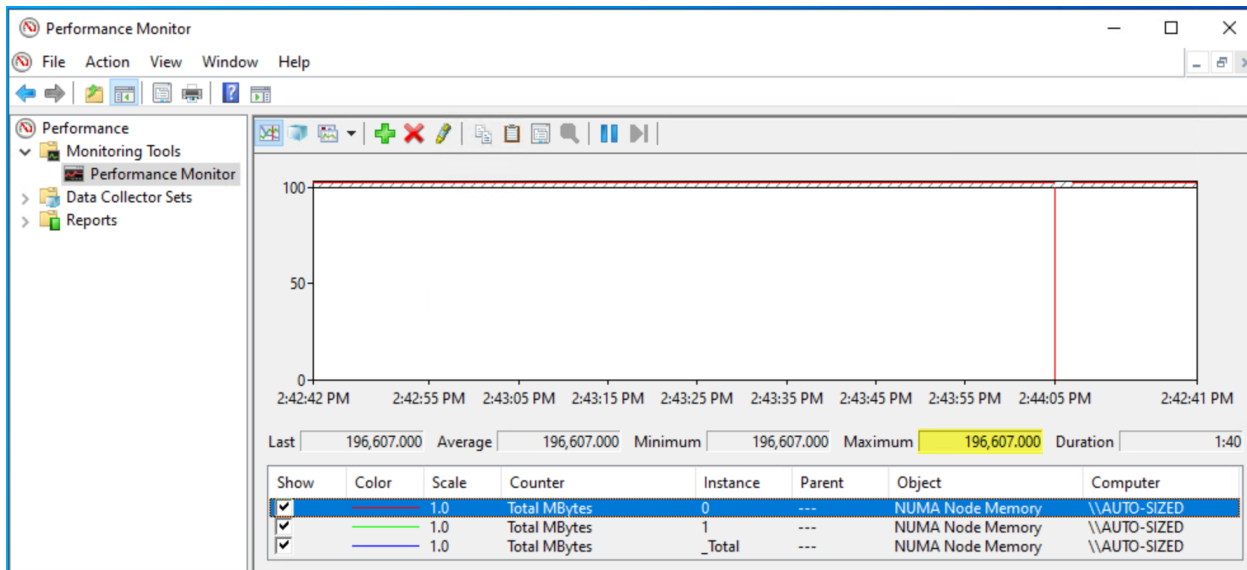 Performance Monitor
File Action View Window Help
Performance
Monitoring Tools
Performance Monitor
Data Collector Sets
Reports
100
50
0
2:42:42 PM 2:42:55 PM 2:43:05 PM 2:43:15 PM 2:43:25 PM 2:43:35 PM 2:43:45 PM 2:43:55 PM 2:44:05 PM 2:42:41 PM
Last 196,607.000 Average 196,607.000 Minimum 196,607.000 Maximum 196,607.000 Duration 1:40
Show Color Scale Counter Instance Parent Object Computer
1.0 Total MBytes 0 --- NUMA Node Memory \\AUTO-SIZED
1.0 Total MBytes 1 --- NUMA Node Memory \\AUTO-SIZED
1.0 Total MBytes _Total --- NUMA Node Memory \\AUTO-SIZED